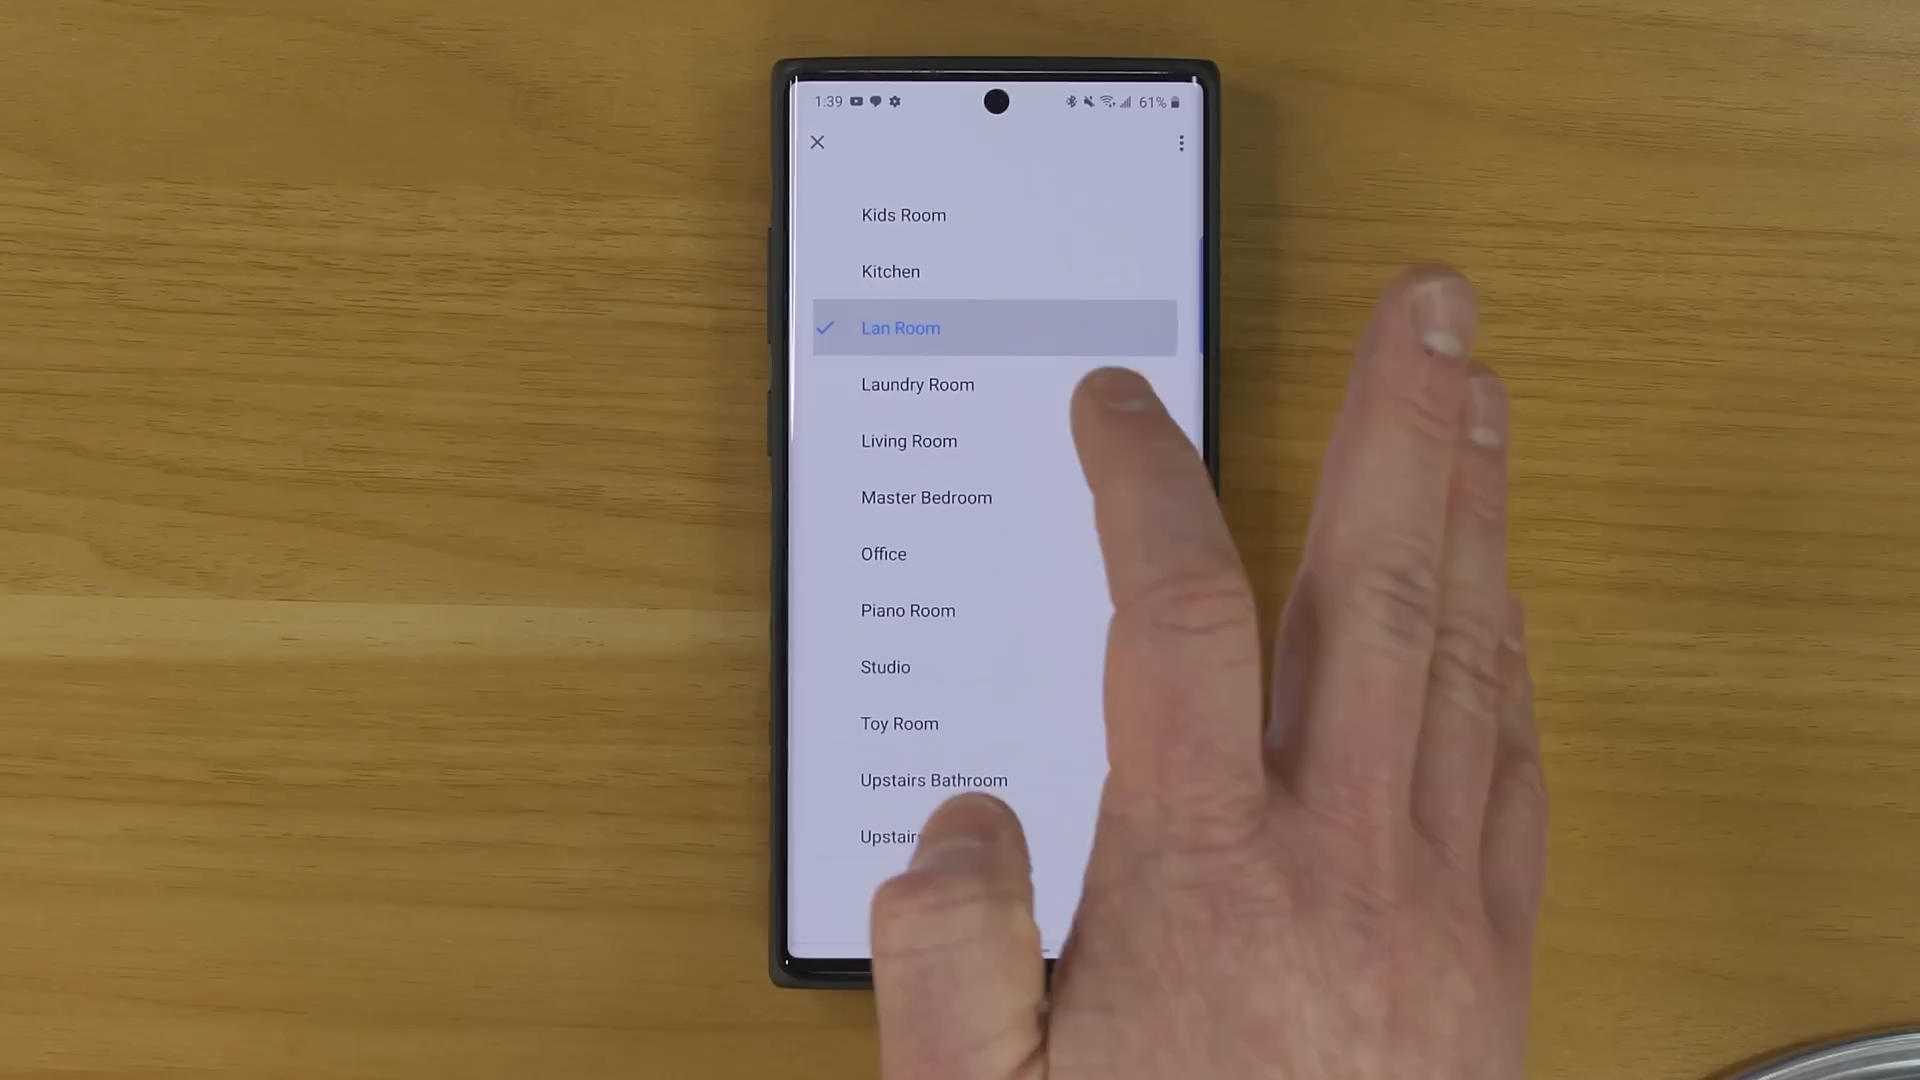 1:39 61%
Kids Room
Kitchen
Lan Room
Laundry Room
Living Room
Master Bedroom
Office
Piano Room
Studio
Toy Room
Upstairs Bathroom